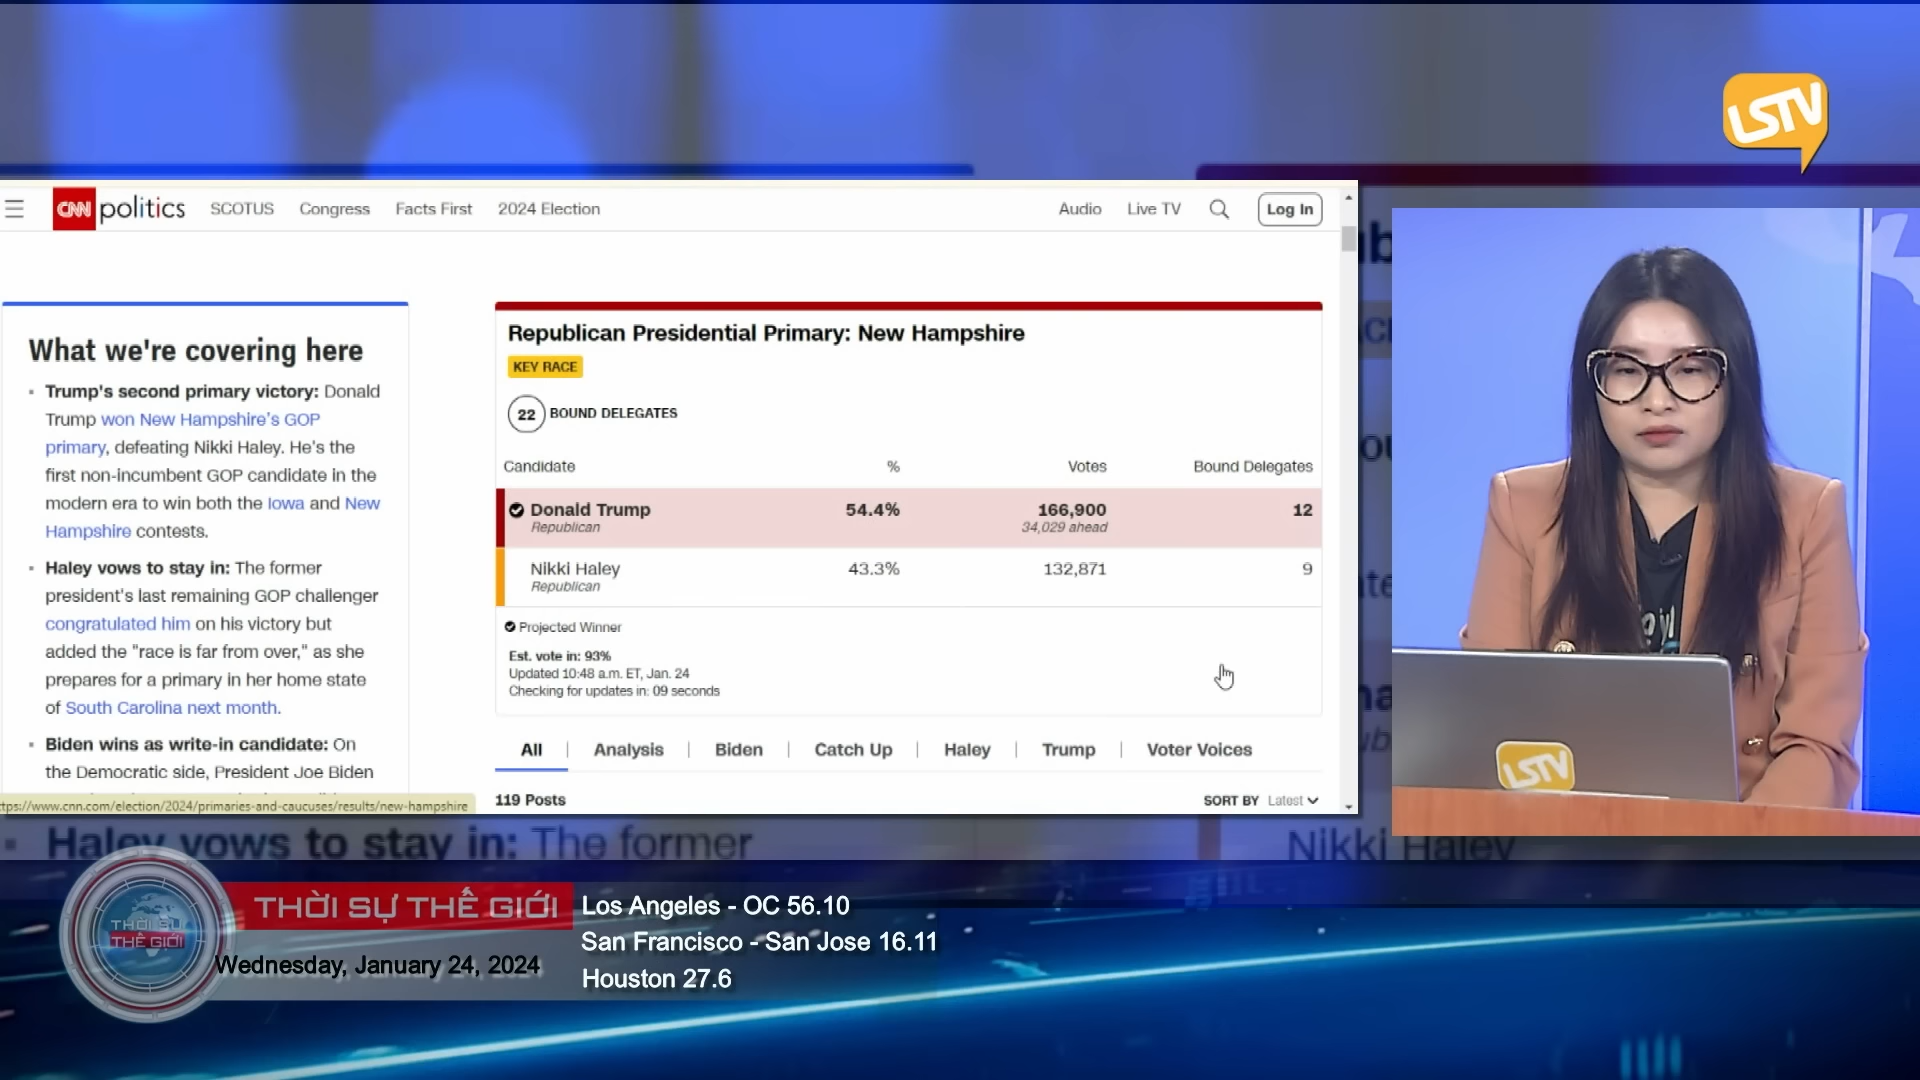 LSTV
CNN politics SCOTUS Congress Facts First 2024 Election Audio Live TV Log In
What we're covering here
Trump's second primary victory: Donald
Trump won New Hampshire's GOP
primary, defeating Nikki Haley. He's the
first non-incumbent GOP candidate in the
modern era to win both the Iowa and New
Hampshire contests.
Haley vows to stay in: The former
president's last remaining GOP challenger
congratulated him on his victory but
added the "race is far from over," as she
prepares for a primary in her home state
of South Carolina next month.
Biden wins as write-in candidate: On
the Democratic side, President Joe Biden
ttps://www.cnn.com/election/2024/primaries-and-caucuses/results/new-hampshire
Republican Presidential Primary: New Hampshire
KEY RACE
22 BOUND DELEGATES
Candidate % Votes Bound Delegates
Donald Trump 54.4% 166,900 12
Republican 34,029 ahead
Nikki Haley 43.3% 132,871 9
Republican
Projected Winner
Est. vote in: 93%
Updated 10:48 a.m. ET, Jan. 24
Checking for updates in: 09 seconds
All Analysis Biden Catch Up Haley Trump Voter Voices
119 Posts SORT BY Latest
LSTV
Haley vows to stay in: The former
Nikki Haley
THỜI SỰ
THẾ GIỚI
THỜI SỰ THẾ GIỚI
Wednesday, January 24, 2024
Los Angeles - OC 56.10
San Francisco - San Jose 16.11
Houston 27.6